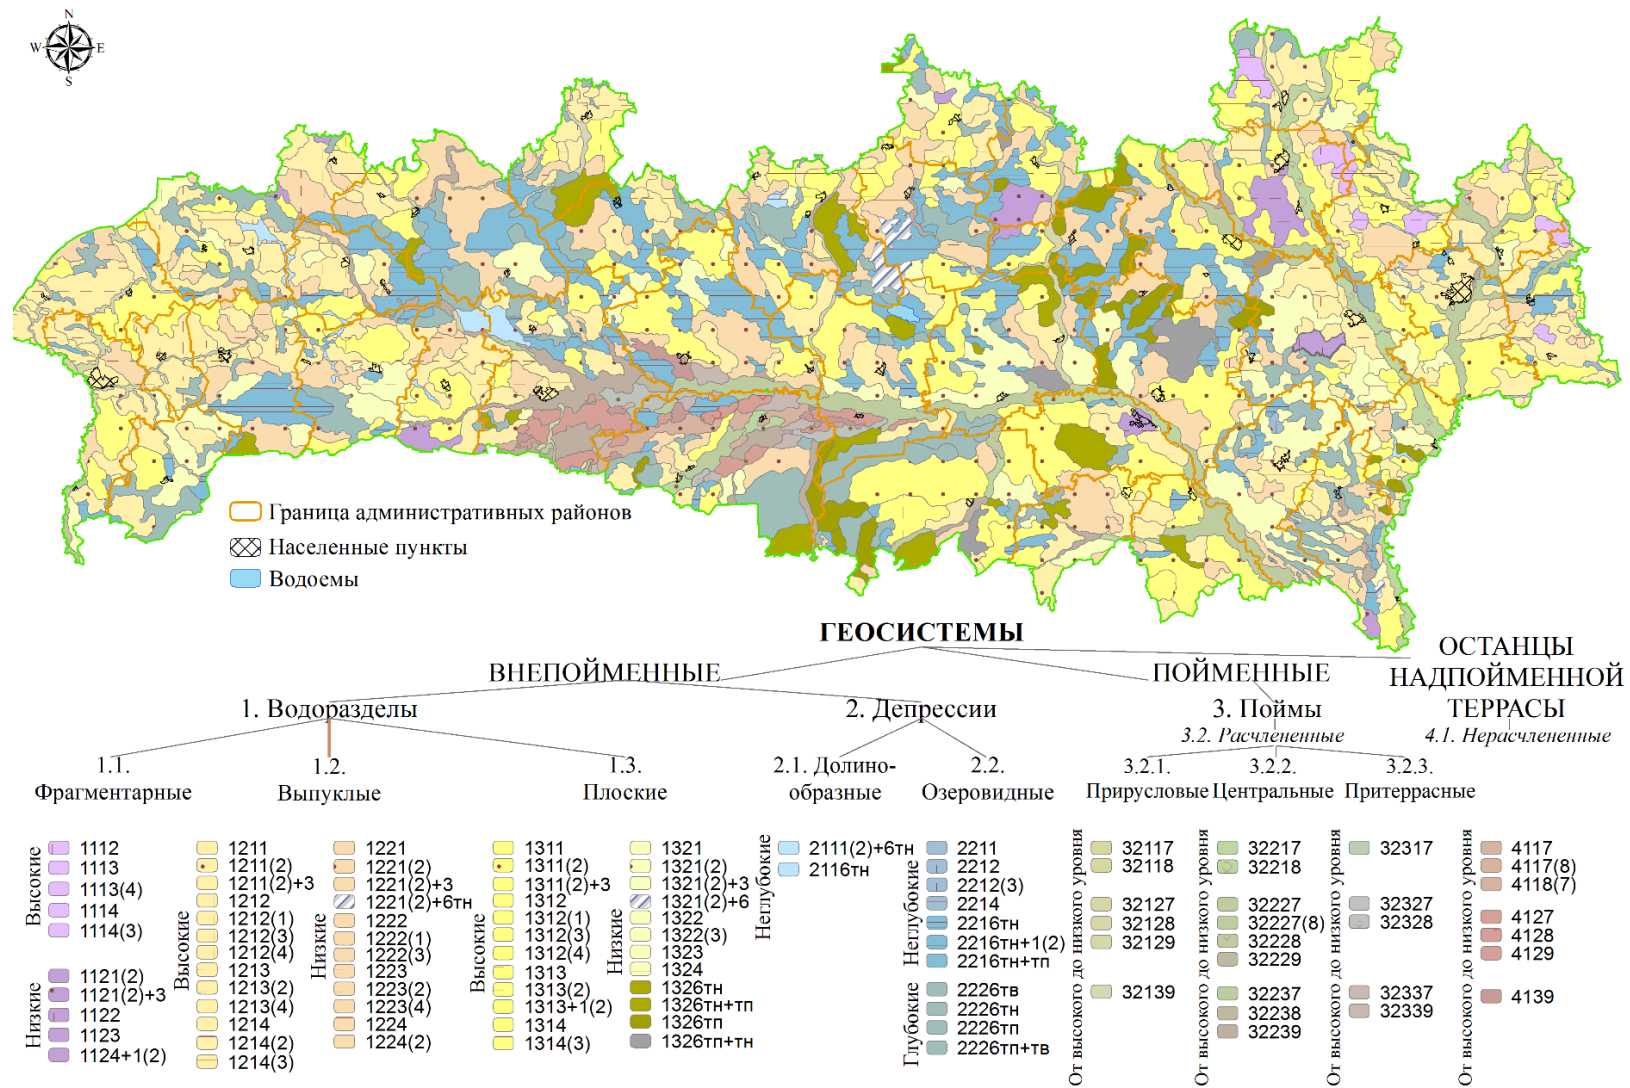 N
W E
S
Граница административных районов
Населенные пункты
Водоемы
ГЕОСИСТЕМЫ
ВНЕПОЙМЕННЫЕ
ПОЙМЕННЫЕ
ОСТАНЦЫ
НАДПОЙМЕННОЙ
ТЕРРАСЫ
1. Водоразделы
2. Депрессии
3. Поймы
3.2. Расчлененные
4.1. Нерасчлененные
1.1.
Фрагментарные
1.2.
Выпуклые
1.3.
Плоские
2.1. Долино-
образные
2.2.
Озеровидные
3.2.1.
Прирусловые
3.2.2.
Центральные
3.2.3.
Притеррасные
Высокие
1112
1113
1113(4)
1114
1114(3)
Низкие
1121(2)
1121(2)+3
1122
1123
1124+1(2)
Высокие
1211
1211(2)
1211(2)+3
1212
1212(1)
1212(3)
1212(4)
1213
1213(2)
1213(4)
1214
1214(2)
1214(3)
Низкие
1221
1221(2)
1221(2)+3
1221(2)+6тн
1222
1222(1)
1222(3)
1223
1223(2)
1223(4)
1224
1224(2)
Высокие
1311
1311(2)
1311(2)+3
1312
1312(1)
1312(3)
1312(4)
1313
1313(2)
1313+1(2)
1314
1314(3)
Низкие
1321
1321(2)
1321(2)+3
1321(2)+6
1322
1322(3)
1323
1324
1326тн
1326тн+тп
1326тп
1326тп+тн
Неглубокие
2111(2)+6тн
2116тн
Неглубокие
2211
2212
2212(3)
2214
2216тн
2216тн+1(2)
2216тн+тп
Глубокие
2226тв
2226тн
2226тп
2226тп+тв
От высокого до низкого уровня
32117
32118
32127
32128
32129
32139
От высокого до низкого уровня
32217
32218
32227
32227(8)
32228
32229
32237
32238
32239
От высокого до низкого уровня
32317
32327
32328
32337
32339
От высокого до низкого уровня
4117
4117(8)
4118(7)
4127
4128
4129
4139